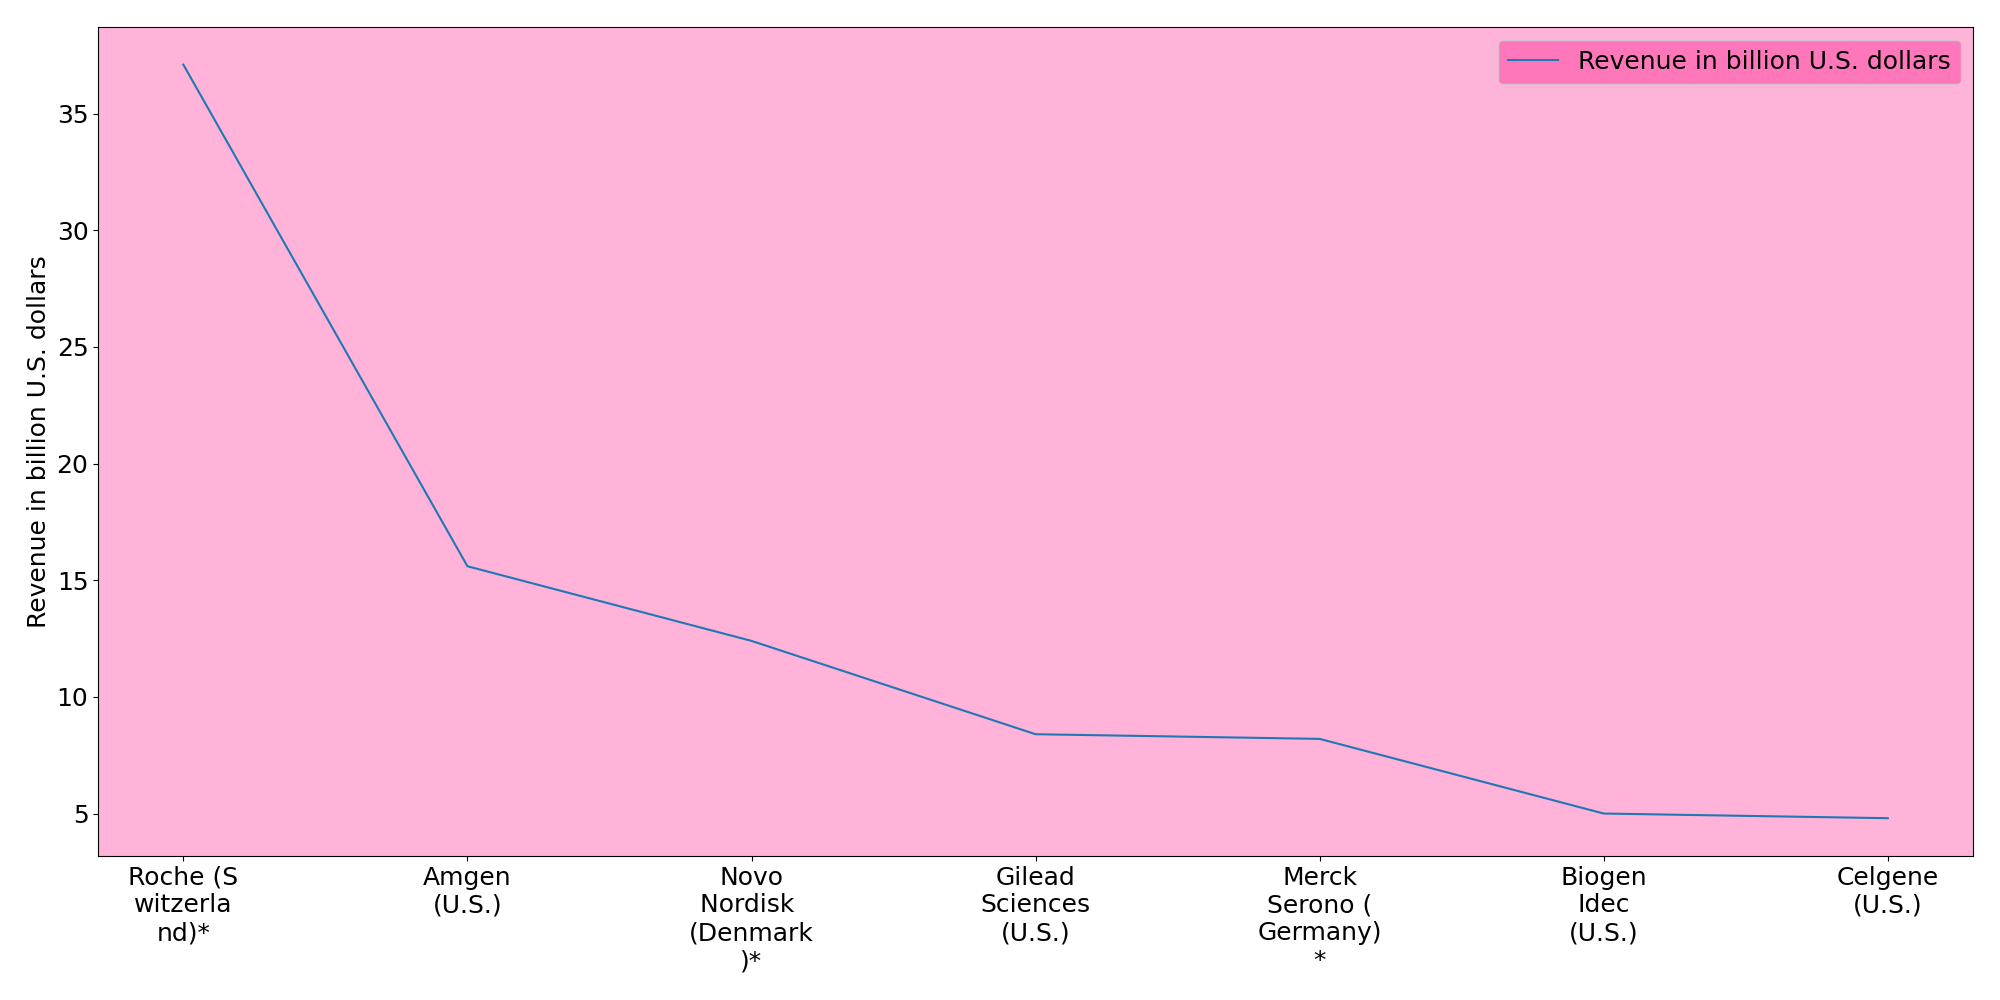 Revenue in billion U.S. dollars
Revenue in billion U.S. dollars
35
30
25
20
15
10
5
Roche (S
witzerla
nd)*
Amgen
(U.S.)
Novo
Nordisk
(Denmark
)*
Gilead
Sciences
(U.S.)
Merck
Serono (
Germany)
*
Biogen
Idec
(U.S.)
Celgene
(U.S.)